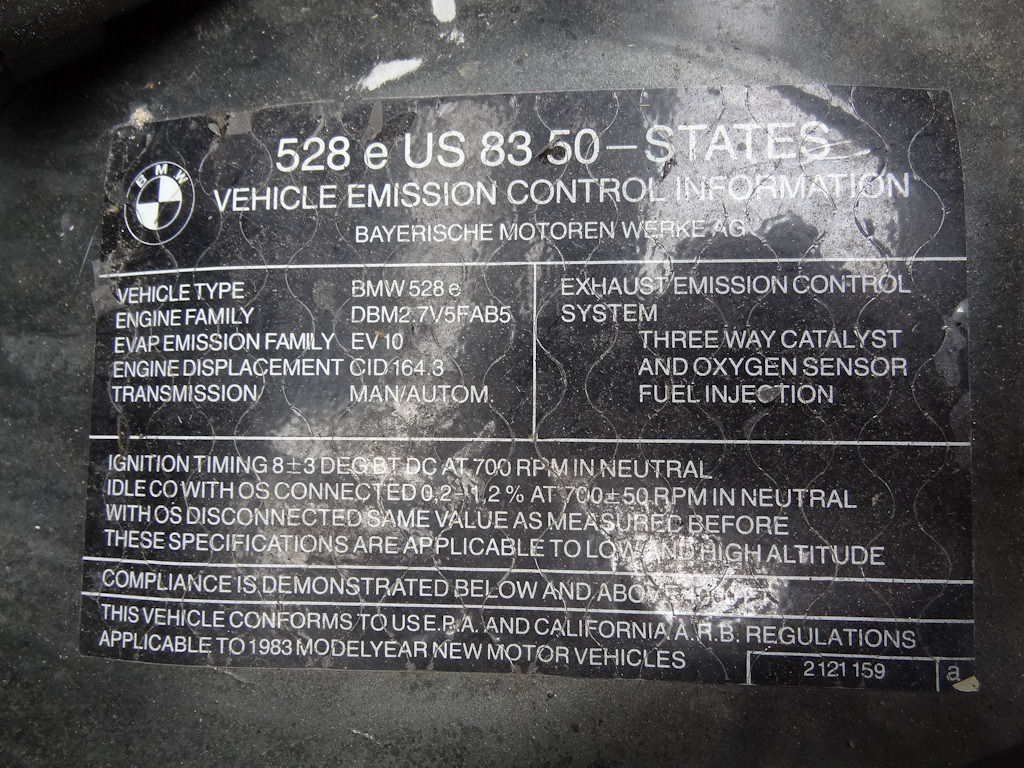 BMW
528 e US 83 50–STATES
VEHICLE EMISSION CONTROL INFORMATION
BAYERISCHE MOTOREN WERKE AG
VEHICLE TYPE BMW 528 e
ENGINE FAMILY DBM2.7V5FAB5
EVAP EMISSION FAMILY EV 10
ENGINE DISPLACEMENT CID 164.3
TRANSMISSION MAN/AUTOM.
EXHAUST EMISSION CONTROL
SYSTEM
THREE WAY CATALYST
AND OXYGEN SENSOR
FUEL INJECTION
IGNITION TIMING 8±3 DEG BT DC AT 700 RPM IN NEUTRAL
IDLE CO WITH OS CONNECTED 0,2–1,2 % AT 700±50 RPM IN NEUTRAL
WITH OS DISCONNECTED SAME VALUE AS MEASURED BEFORE
THESE SPECIFICATIONS ARE APPLICABLE TO LOW AND HIGH ALTITUDE
COMPLIANCE IS DEMONSTRATED BELOW AND ABOVE
THIS VEHICLE CONFORMS TO US E.P.A. AND CALIFORNIA A.R.B. REGULATIONS
APPLICABLE TO 1983 MODELYEAR NEW MOTOR VEHICLES
2 121 159 a